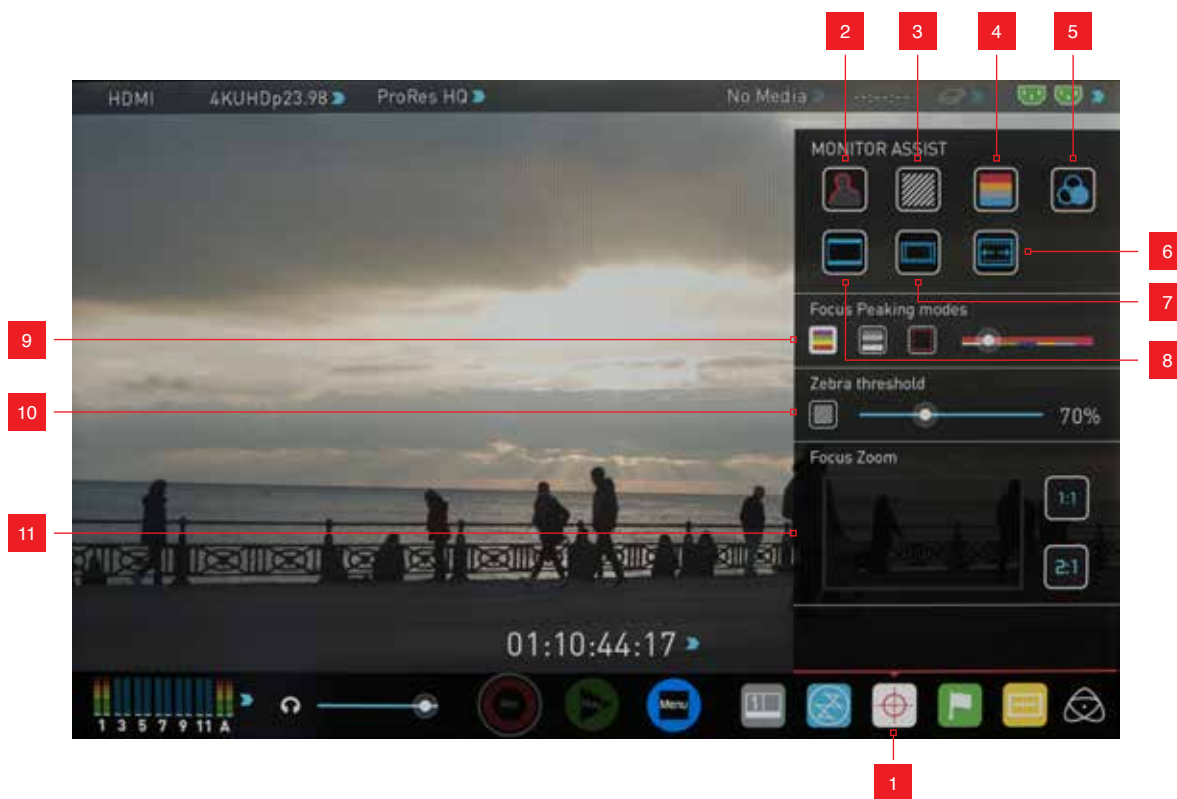 2 3 4 5
HDMI 4KUHDp23.98 ProRes HQ No Media --:--:--
MONITOR ASSIST
6
7
Focus Peaking modes
9
8
Zebra threshold
10
70%
Focus Zoom
1:1
11
2:1
01:10:44:17
Menu
1
1 3 5 7 9 11 A
1